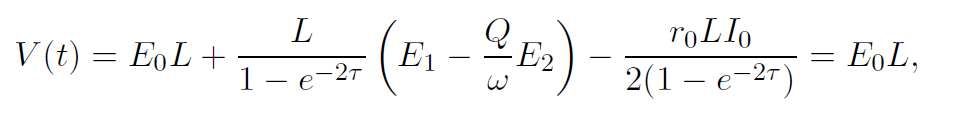 V(t) = E_0 L + \frac{L}{1 - e^{-2\tau}} \left( E_1 - \frac{Q}{\omega} E_2 \right) - \frac{r_0 L I_0}{2(1 - e^{-2\tau})} = E_0 L,